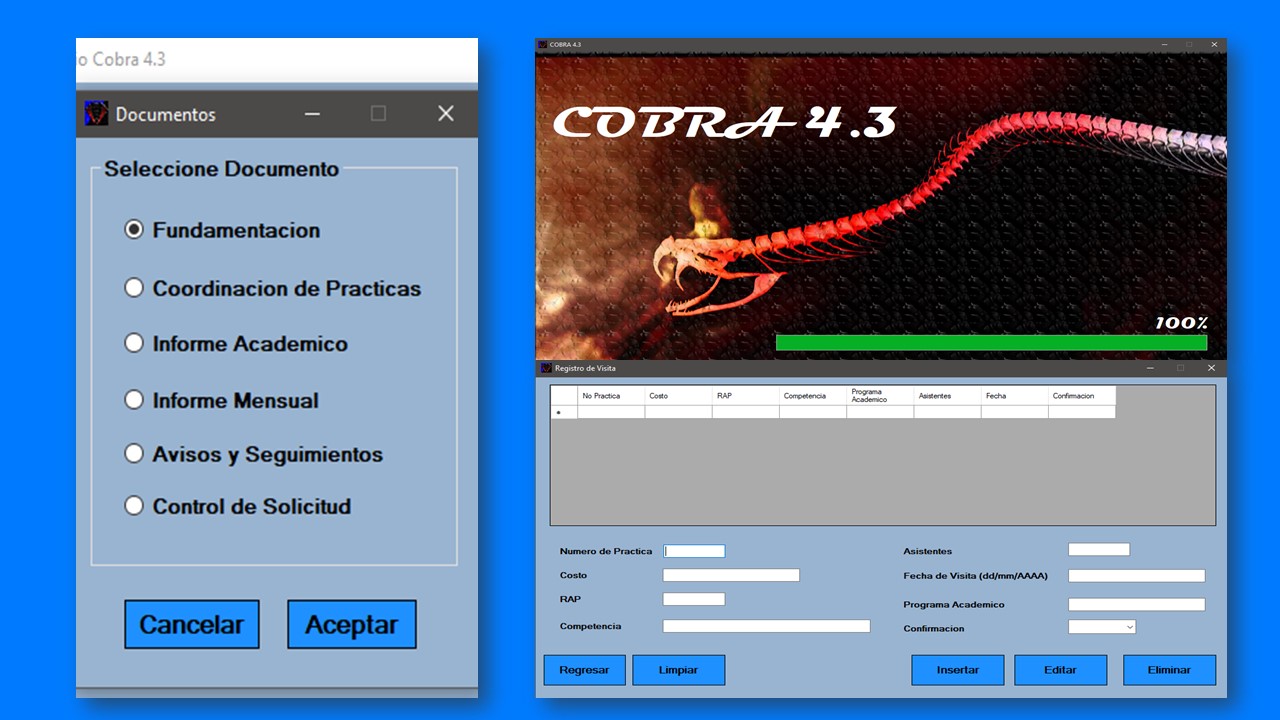 o Cobra 4.3
Documentos
Seleccione Documento
Fundamentacion
Coordinacion de Practicas
Informe Academico
Informe Mensual
Avisos y Seguimientos
Control de Solicitud
Cancelar Aceptar
COBRA 4.3
COBRA 4.3
100%
Registro de Visita
No Practica Costo RAP Competencia Programa Academico Asistentes Fecha Confirmacion
Numero de Practica
Costo
RAP
Competencia
Asistentes
Fecha de Visita (dd/mm/AAAA)
Programa Academico
Confirmacion
Regresar Limpiar Insertar Editar Eliminar